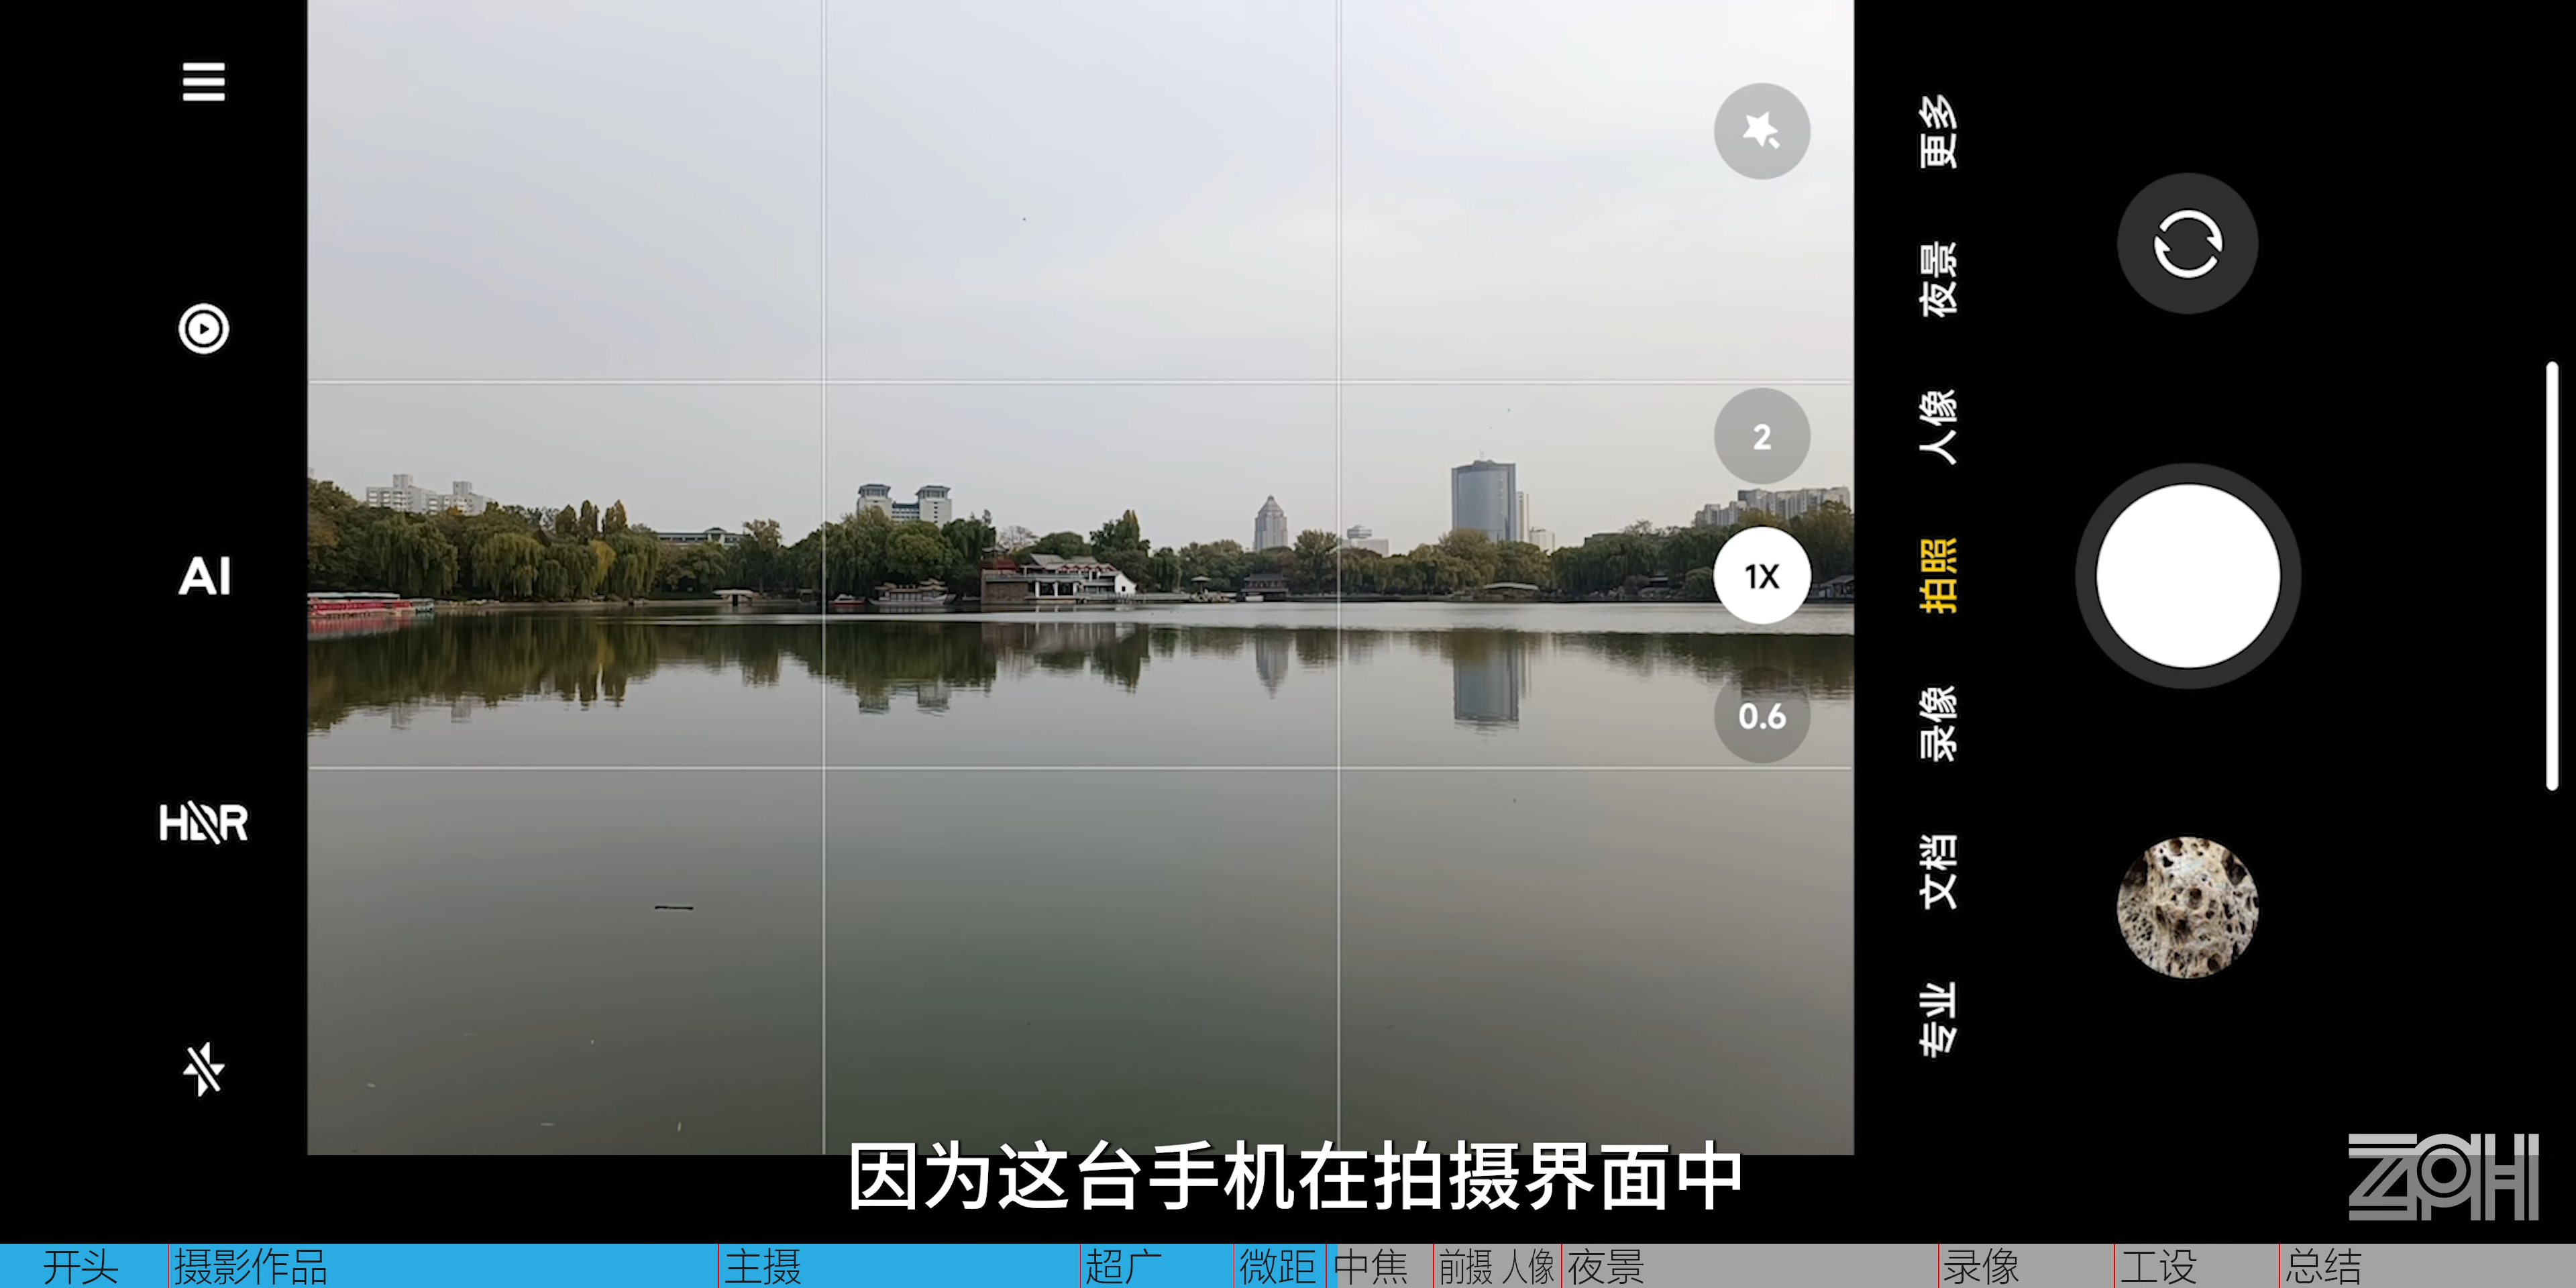 AI
HDR
2
1X
0.6
更多
夜景
人像
拍照
录像
文档
专业
因为这台手机在拍摄界面中
ZPH
开头 摄影作品 主摄 超广 微距 中焦 前摄 人像 夜景 录像 工设 总结